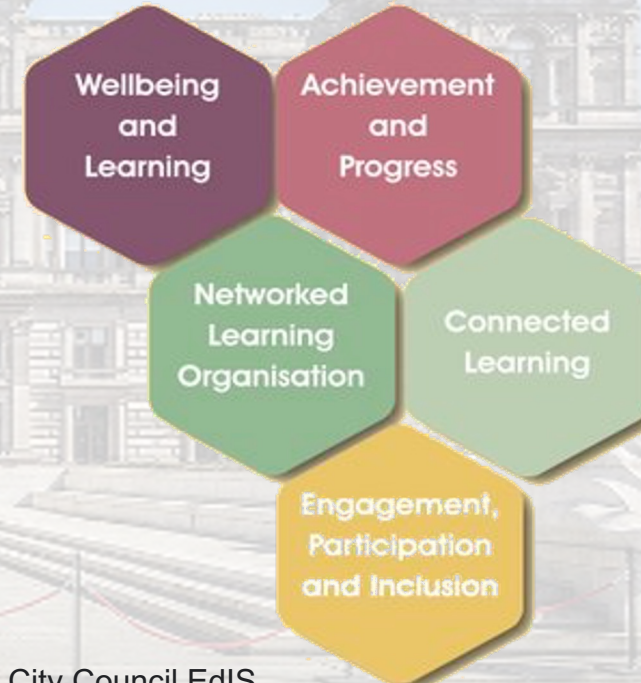 Wellbeing
and
Learning
Achievement
and
Progress
Networked
Learning
Organisation
Connected
Learning
Engagement,
Participation
and Inclusion
City Council EdIS